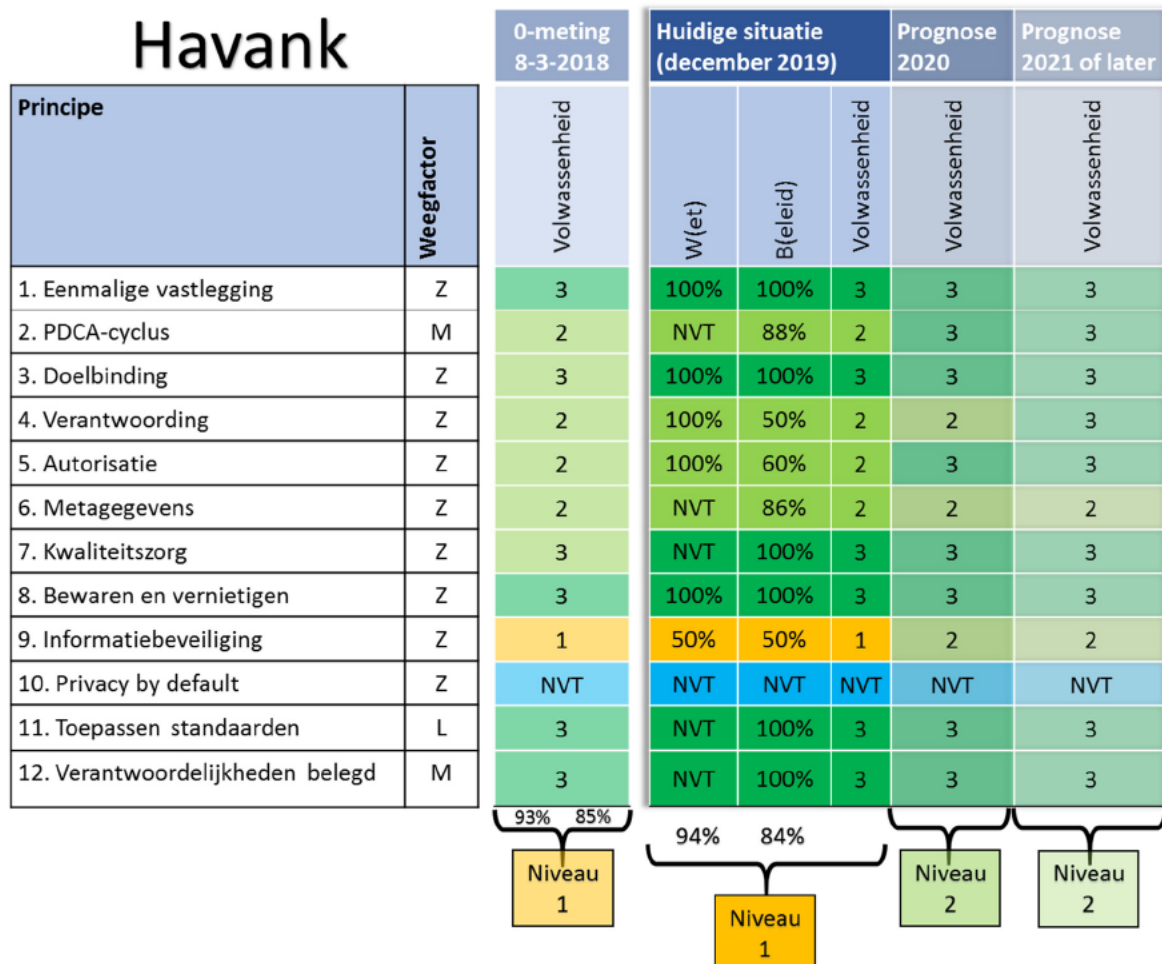 Havank
0-meting
8-3-2018
Huidige situatie
(december 2019)
Prognose
2020
Prognose
2021 of later
Principe
Weegfactor
Volwassenheid
W(et)
B(eleid)
Volwassenheid
Volwassenheid
Volwassenheid
1. Eenmalige vastlegging Z 3 100% 100% 3 3 3
2. PDCA-cyclus M 2 NVT 88% 2 3 3
3. Doelbinding Z 3 100% 100% 3 3 3
4. Verantwoording Z 2 100% 50% 2 2 3
5. Autorisatie Z 2 100% 60% 2 3 3
6. Metagegevens Z 2 NVT 86% 2 2 2
7. Kwaliteitszorg Z 3 NVT 100% 3 3 3
8. Bewaren en vernietigen Z 3 100% 100% 3 3 3
9. Informatiebeveiliging Z 1 50% 50% 1 2 2
10. Privacy by default Z NVT NVT NVT NVT NVT NVT
11. Toepassen standaarden L 3 NVT 100% 3 3 3
12. Verantwoordelijkheden belegd M 3 NVT 100% 3 3 3
93% 85%
94% 84%
Niveau
1
Niveau
1
Niveau
2
Niveau
2